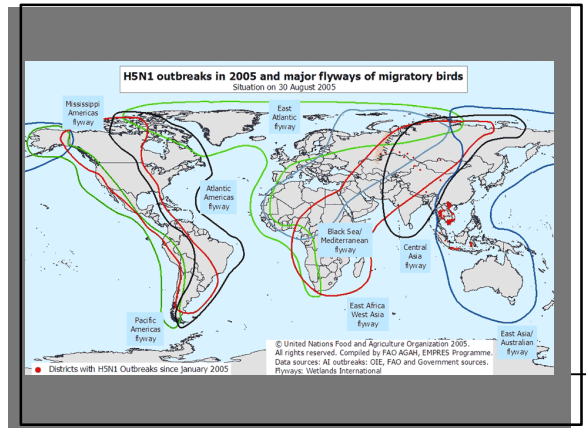 H5N1 outbreaks in 2005 and major flyways of migratory birds
Situation on 30 August 2005
Mississippi
Americas
flyway
East
Atlantic
flyway
Atlantic
Americas
flyway
Black Sea/
Mediterranean
flyway
Central
Asia
flyway
East Africa
West Asia
flyway
Pacific
Americas
flyway
East Asia/
Australian
flyway
© United Nations Food and Agriculture Organization 2005.
All rights reserved. Compiled by FAO AGAH, EMPRES Programme.
Data sources: AI outbreaks: OIE, FAO and Government sources.
Flyways: Wetlands International
Districts with H5N1 Outbreaks since January 2005